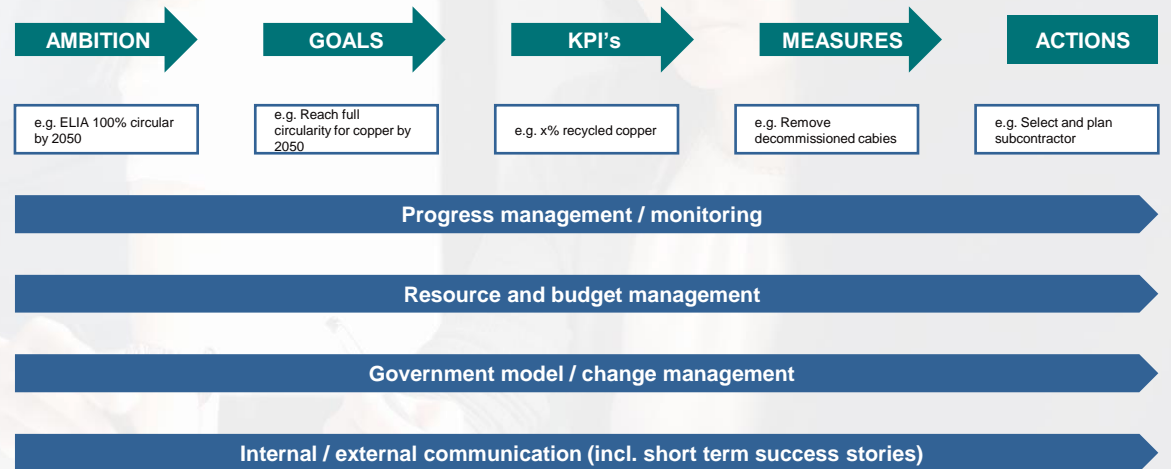 AMBITION
GOALS
KPI's
MEASURES
ACTIONS
e.g. ELIA 100% circular
by 2050
e.g. Reach full
circularity for copper by
2050
e.g. x% recycled copper
e.g. Remove
decommissioned cabies
e.g. Select and plan
subcontractor
Progress management / monitoring
Resource and budget management
Government model / change management
Internal / external communication (incl. short term success stories)